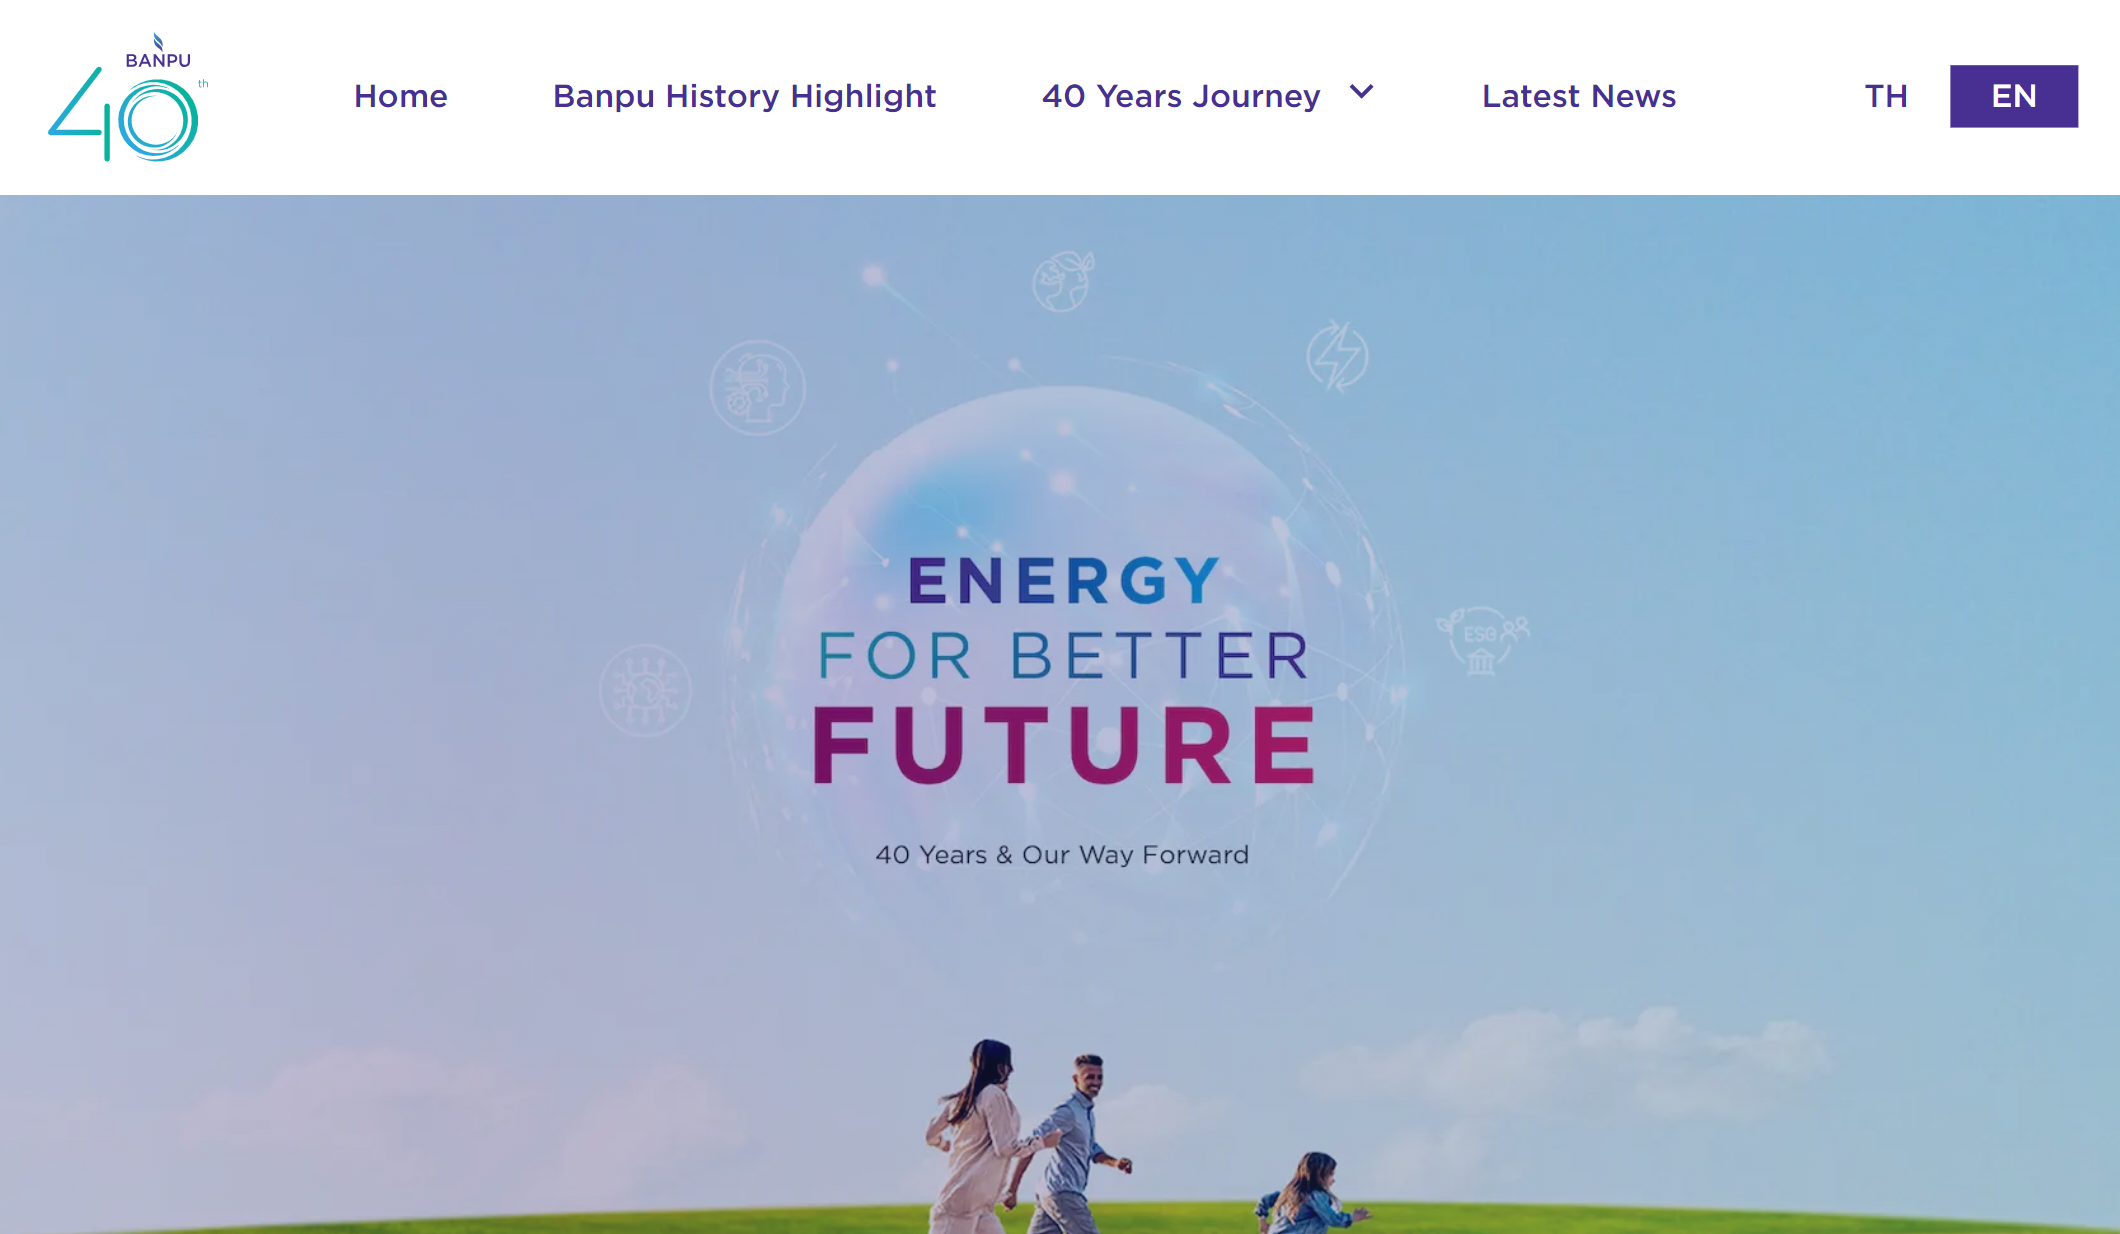 BANPU
40th
Home
Banpu History Highlight
40 Years Journey
Latest News
TH
EN
ENERGY
FOR BETTER
FUTURE
ESG
40 Years & Our Way Forward